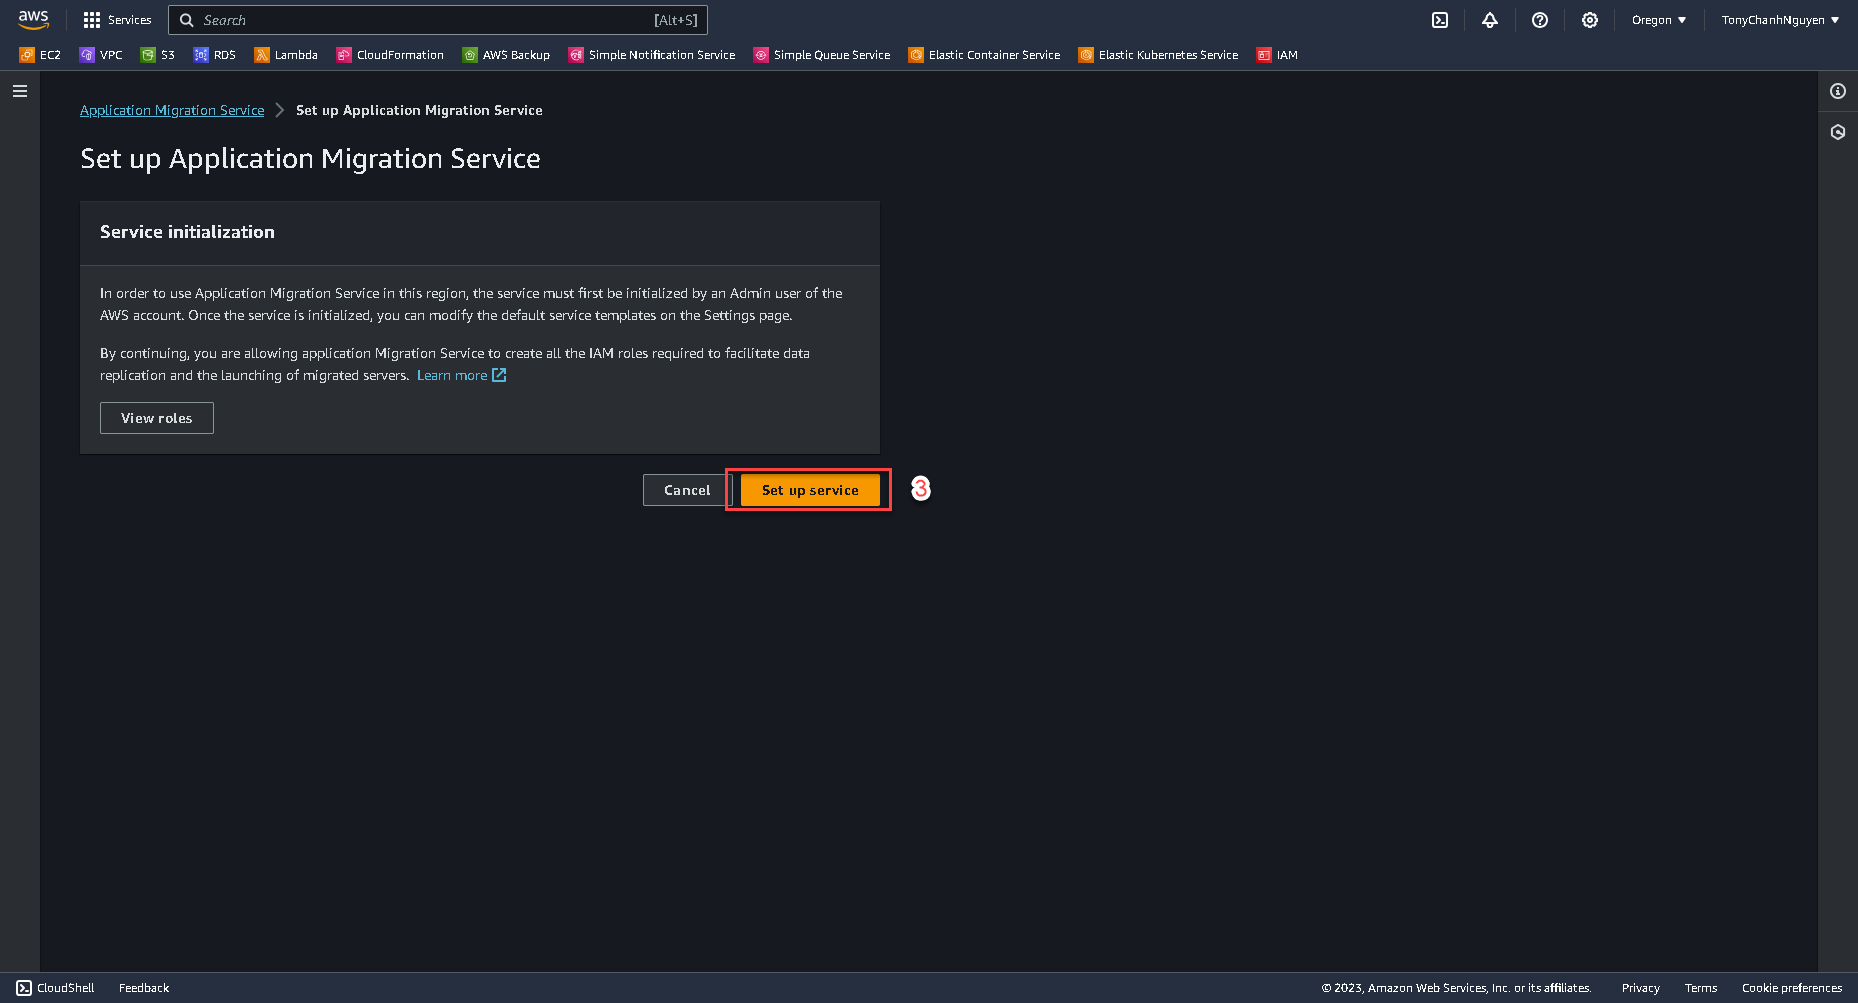 aws
Services
Search
[Alt+S]
Oregon
TonyChanhNguyen
EC2
VPC
S3
RDS
Lambda
CloudFormation
AWS Backup
Simple Notification Service
Simple Queue Service
Elastic Container Service
Elastic Kubernetes Service
IAM
Application Migration Service
Set up Application Migration Service
Set up Application Migration Service
Service initialization
In order to use Application Migration Service in this region, the service must first be initialized by an Admin user of the
AWS account. Once the service is initialized, you can modify the default service templates on the Settings page.
By continuing, you are allowing application Migration Service to create all the IAM roles required to facilitate data
replication and the launching of migrated servers. Learn more
View roles
Cancel
Set up service
3
CloudShell
Feedback
© 2023, Amazon Web Services, Inc. or its affiliates.
Privacy
Terms
Cookie preferences